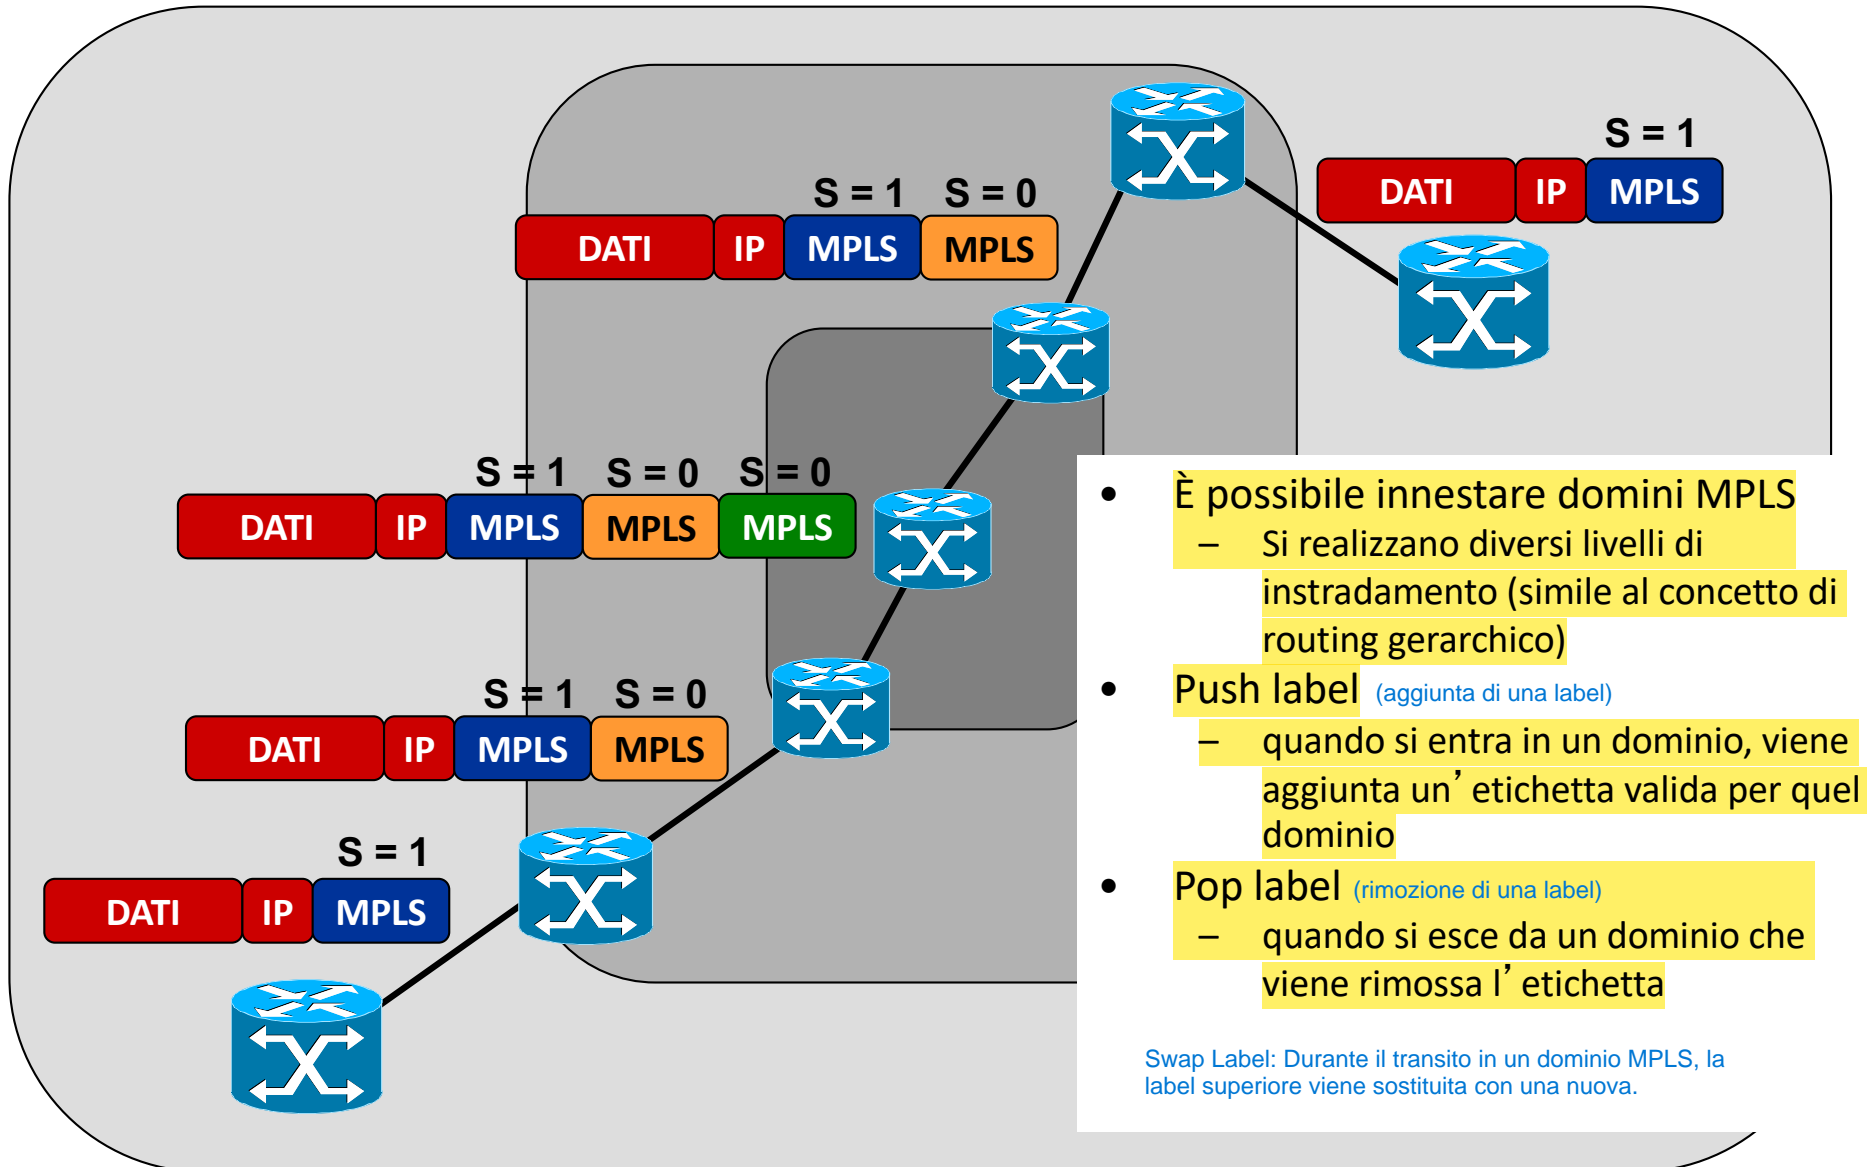 S = 1
DATI IP MPLS
S = 1 S = 0
DATI IP MPLS MPLS
S = 1 S = 0 S = 0
DATI IP MPLS MPLS MPLS
S = 1 S = 0
DATI IP MPLS MPLS
S = 1
DATI IP MPLS
• È possibile innestare domini MPLS
– Si realizzano diversi livelli di
instradamento (simile al concetto di
routing gerarchico)
• Push label (aggiunta di una label)
– quando si entra in un dominio, viene
aggiunta un’ etichetta valida per quel
dominio
• Pop label (rimozione di una label)
– quando si esce da un dominio che
viene rimossa l’ etichetta
Swap Label: Durante il transito in un dominio MPLS, la
label superiore viene sostituita con una nuova.